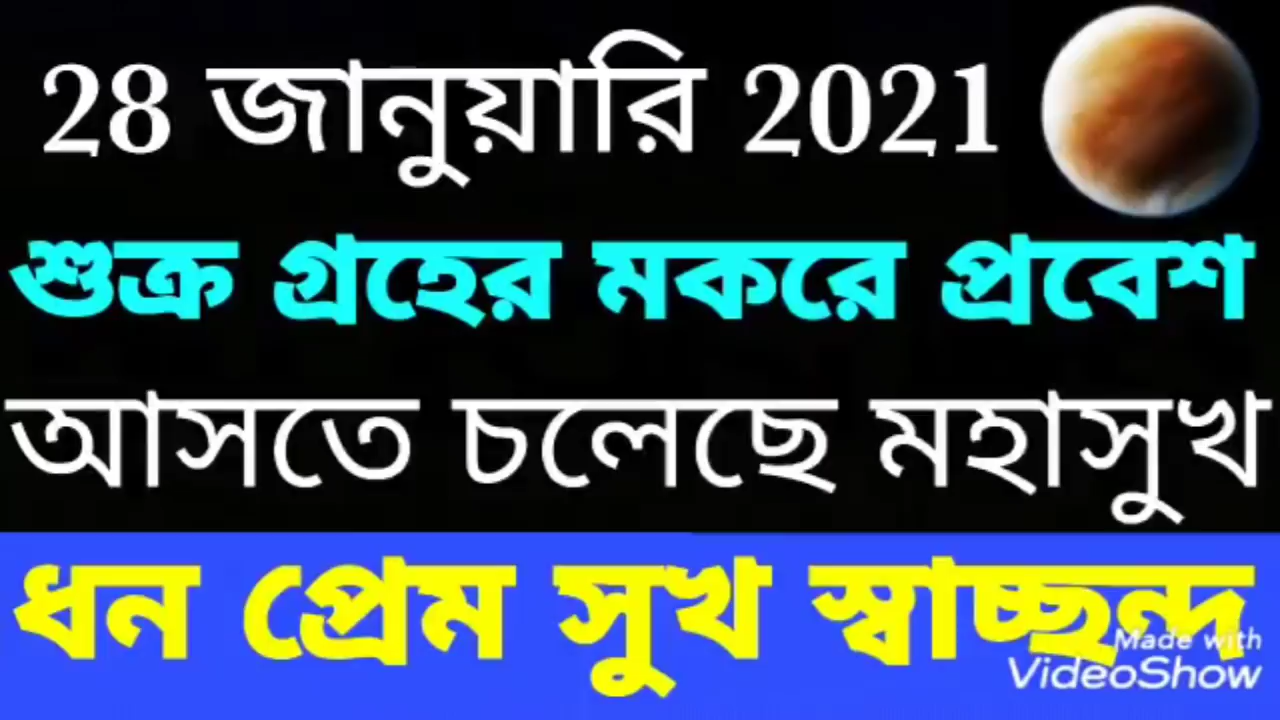 28 জানুয়ারি 2021
শুক্র গ্রহের মকরে প্রবেশ
আসতে চলেছে মহাসুখ
ধন প্রেম সুখ স্বাচ্ছন্দ
Made with
VideoShow